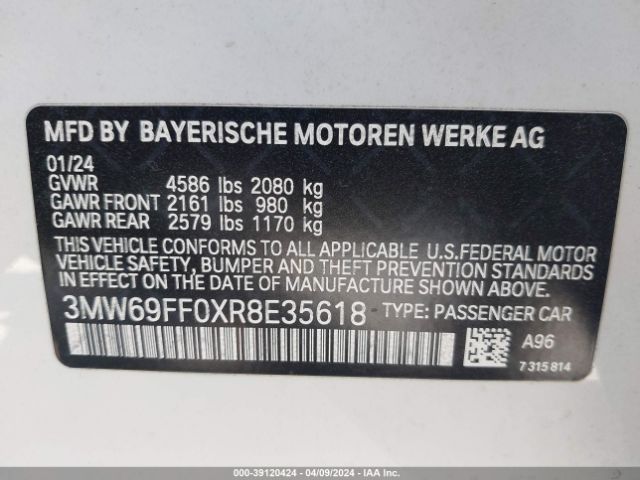 MFD BY BAYERISCHE MOTOREN WERKE AG
01/24
GVWR 4586 lbs 2080 kg
GAWR FRONT 2161 lbs 980 kg
GAWR REAR 2579 lbs 1170 kg
THIS VEHICLE CONFORMS TO ALL APPLICABLE U.S.FEDERAL MOTOR
VEHICLE SAFETY, BUMPER AND THEFT PREVENTION STANDARDS
IN EFFECT ON THE DATE OF MANUFACTURE SHOWN ABOVE.
3MW69FF0XR8E35618 TYPE: PASSENGER CAR
A96
7 315 814
000-39120424 | 04/09/2024 - IAA Inc.